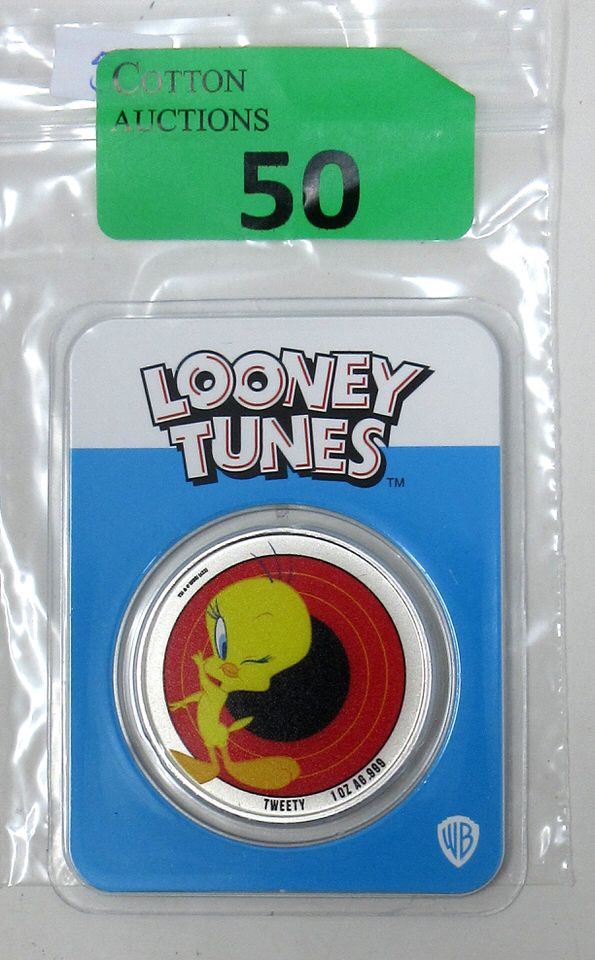 COTTON
AUCTIONS
50
LOONEY
TUNES
TM
TWEETY
1 OZ AG .999
WB